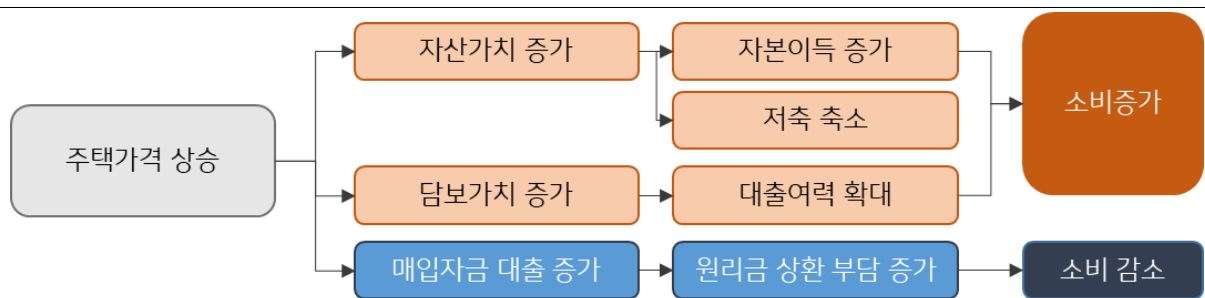 주택가격 상승
자산가치 증가
자본이득 증가
저축 축소
담보가치 증가
대출여력 확대
소비증가
매입자금 대출 증가
원리금 상환 부담 증가
소비 감소